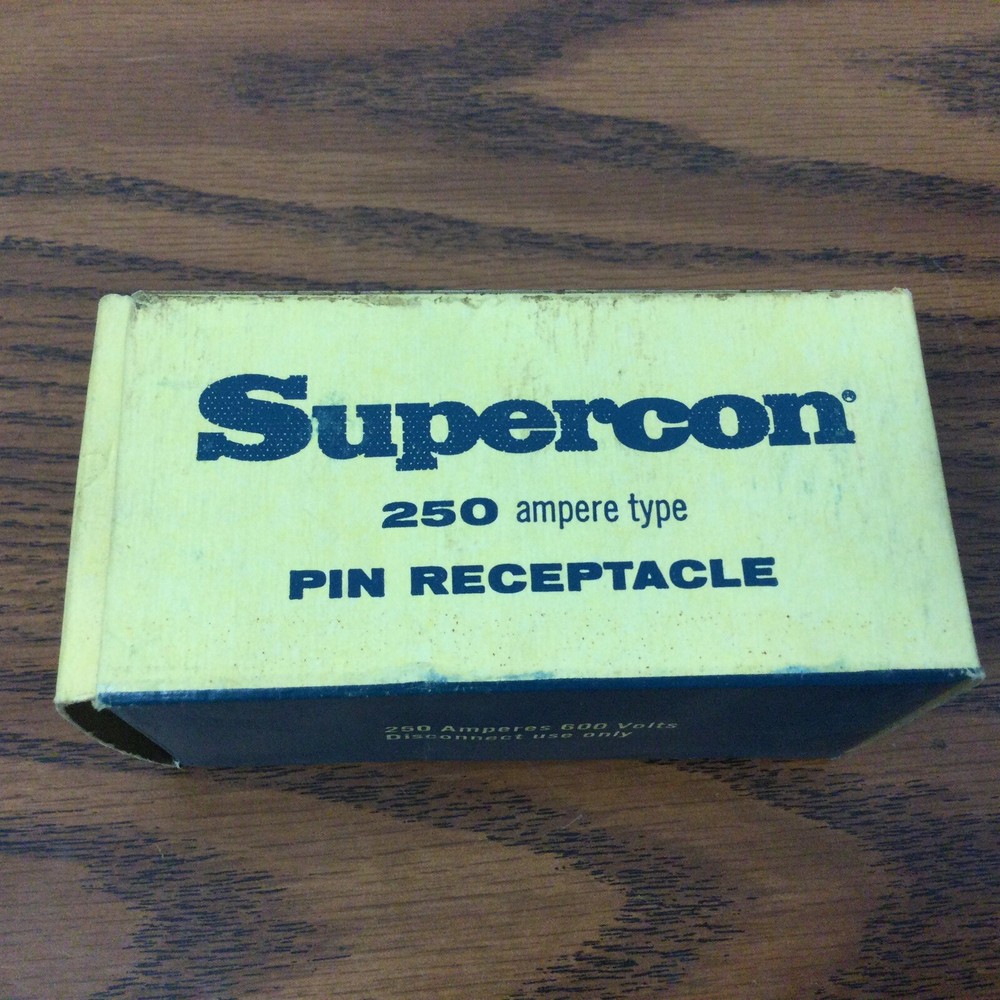 Supercon®
250 ampere type
PIN RECEPTACLE
250 Amperes 600 Volts
Disconnect use only